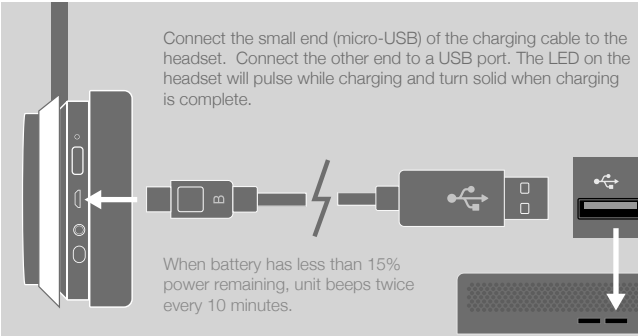 Connect the small end (micro-USB) of the charging cable to the
headset.  Connect the other end to a USB port. The LED on the
headset will pulse while charging and turn solid when charging
is complete.
B
When battery has less than 15%
power remaining, unit beeps twice
every 10 minutes.